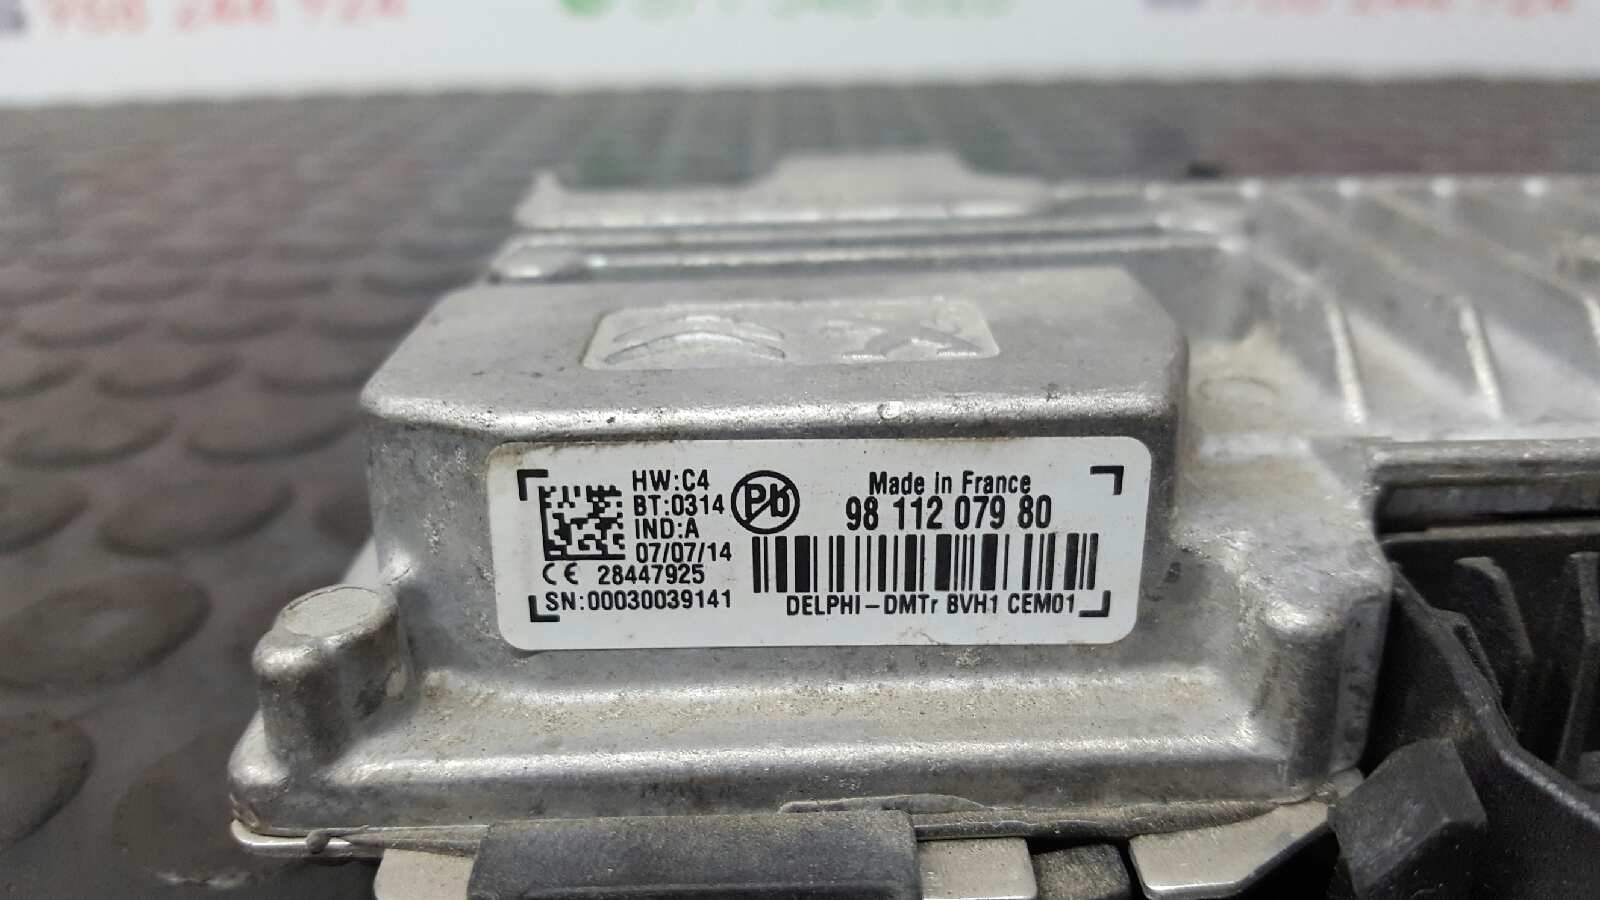 HW:C4
BT:0314
IND:A
07/07/14
CE 28447925
SN:00030039141
Pb
Made in France
98 112 079 80
DELPHI-DMTr BVH1 CEM01